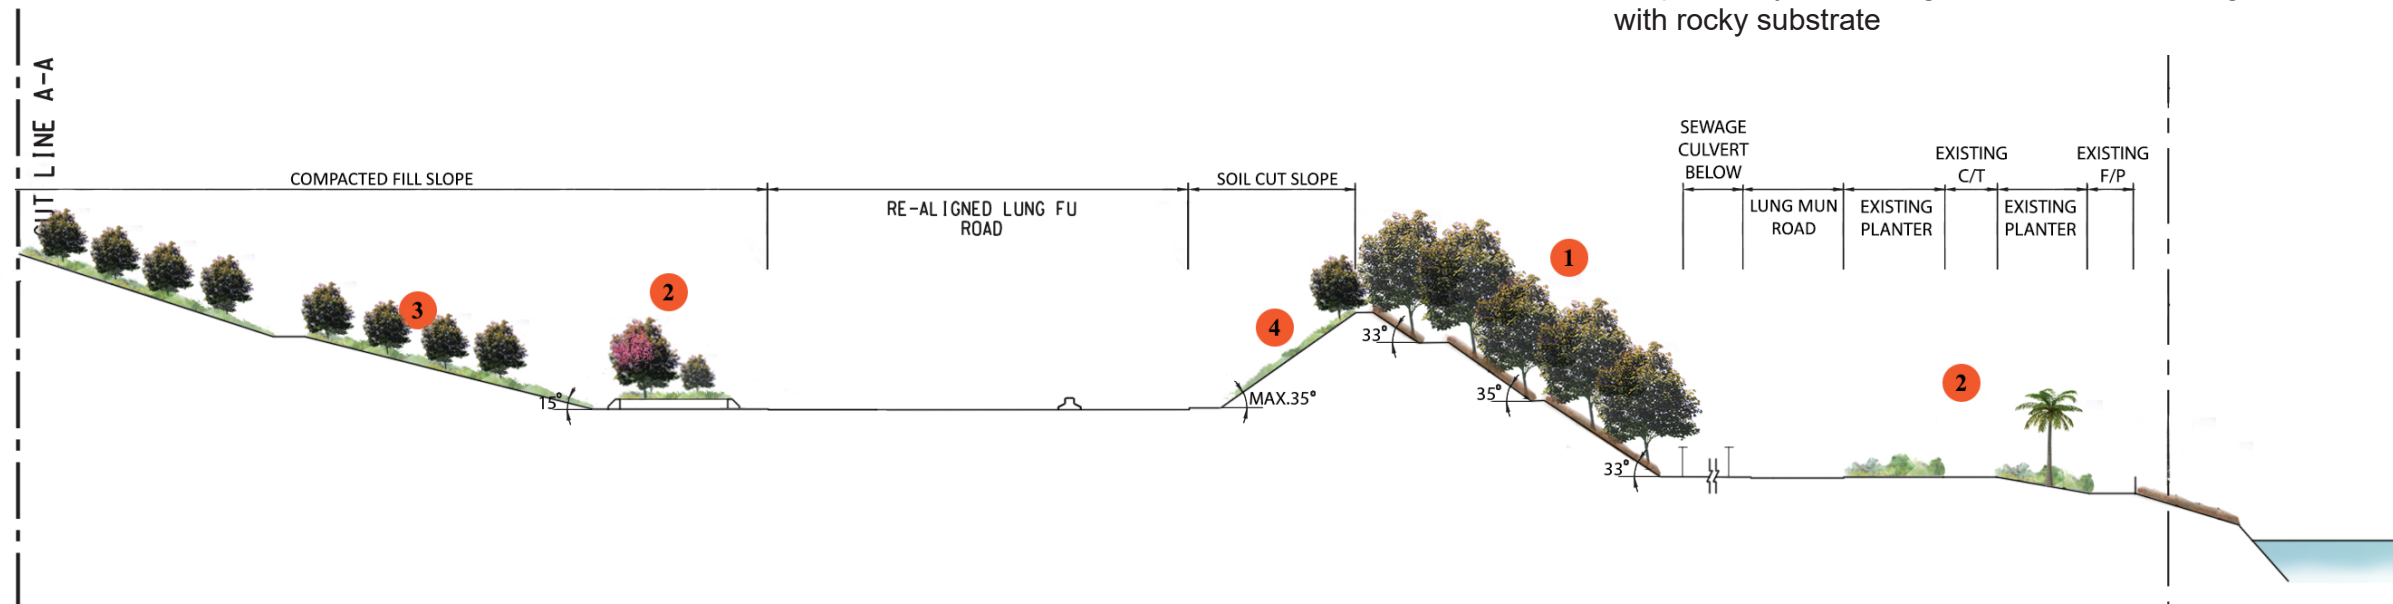 with rocky substrate
CUT LINE A-A
COMPACTED FILL SLOPE
RE-ALIGNED LUNG FU
ROAD
SOIL CUT SLOPE
SEWAGE
CULVERT
BELOW
LUNG MUN
ROAD
EXISTING
PLANTER
EXISTING
C/T
EXISTING
PLANTER
EXISTING
F/P
1
2
3
4
2
15°
MAX.35°
33°
35°
33°